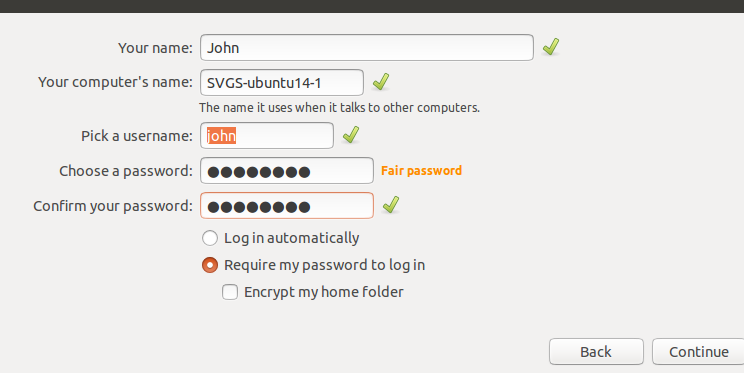 Your name: John
Your computer's name: SVGS-ubuntu14-1
The name it uses when it talks to other computers.
Pick a username: john
Choose a password: ●●●●●●●● Fair password
Confirm your password: ●●●●●●●●
Log in automatically
Require my password to log in
Encrypt my home folder
Back Continue